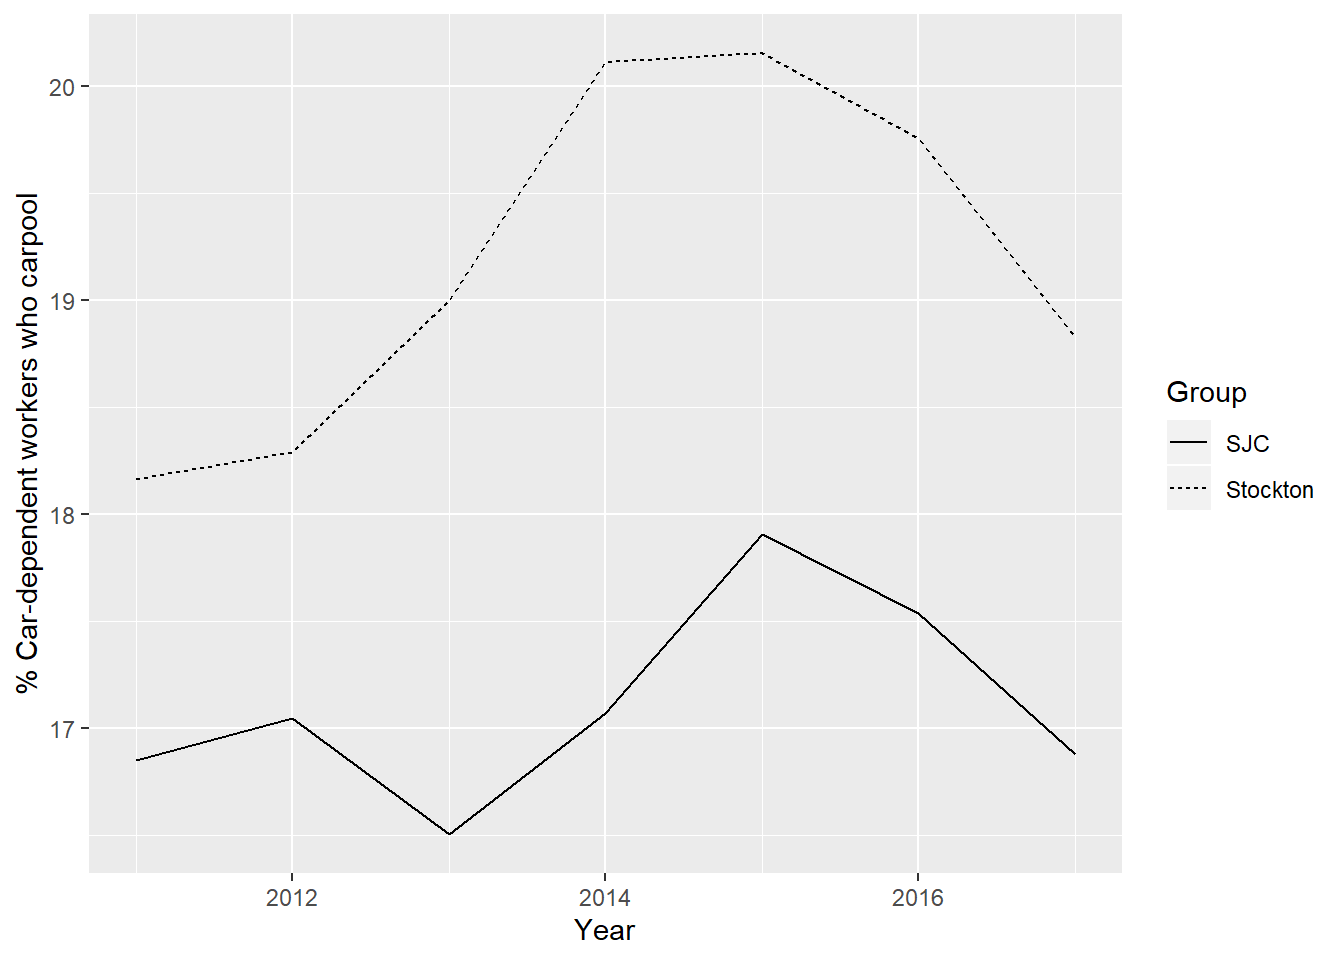 % Car-dependent workers who carpool
20
19
18
17
2012
2014
2016
Year
Group
SJC
Stockton